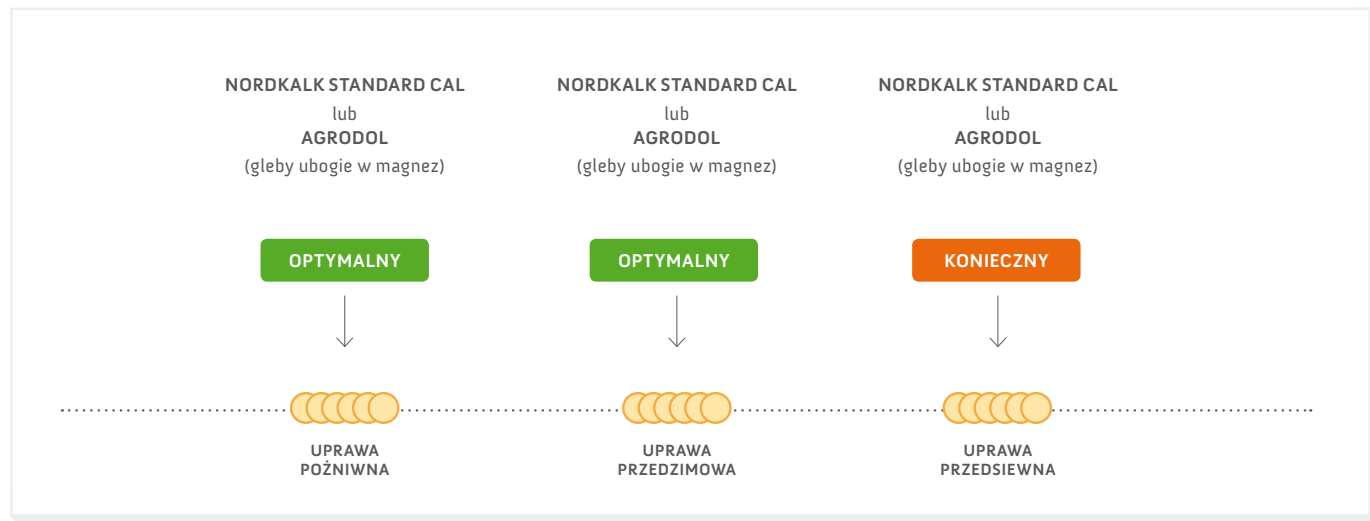 NORDKALK STANDARD CAL
lub
AGRODOL
(gleby ubogie w magnez)
OPTYMALNY
UPRAWA
POŻNIWNA
NORDKALK STANDARD CAL
lub
AGRODOL
(gleby ubogie w magnez)
OPTYMALNY
UPRAWA
PRZEDZIMOWA
NORDKALK STANDARD CAL
lub
AGRODOL
(gleby ubogie w magnez)
KONIECZNY
UPRAWA
PRZEDSIEWNA